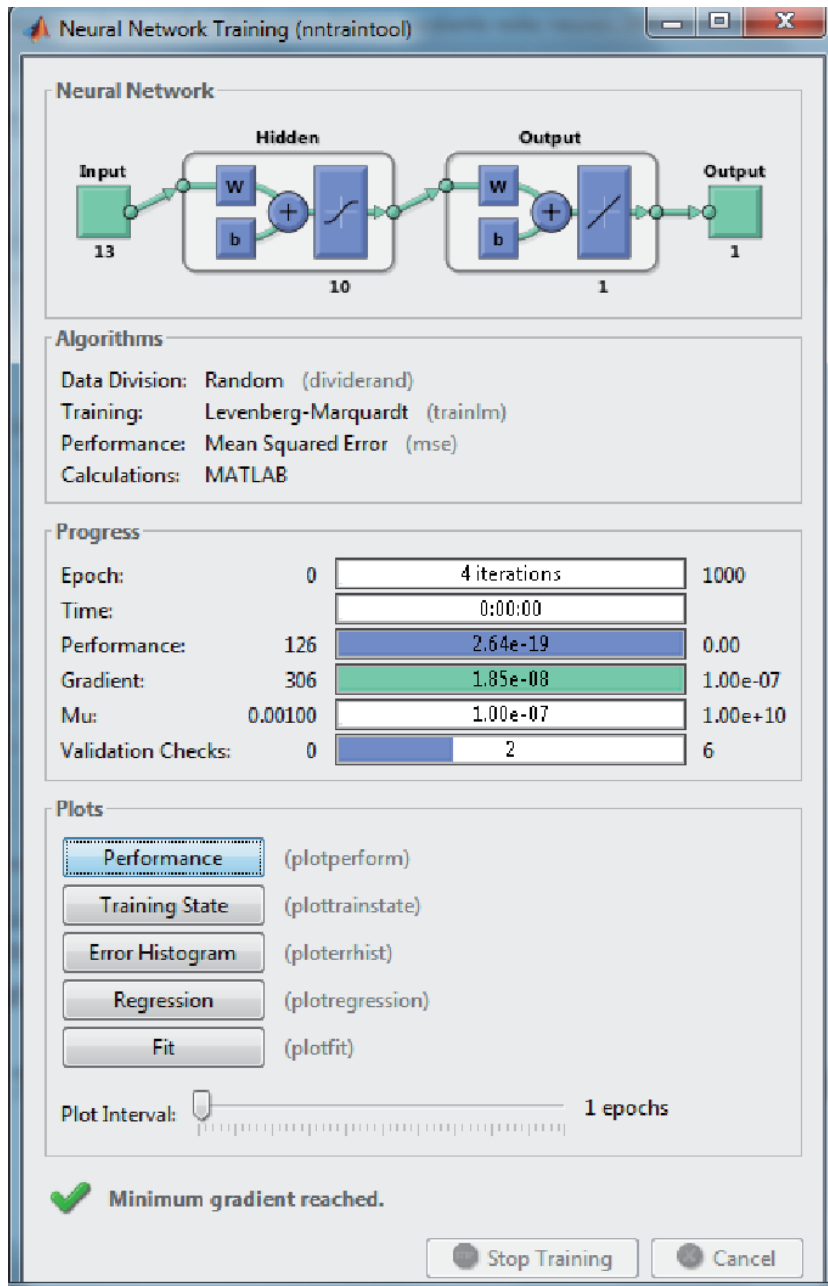 Neural Network Training (nntraintool)
Neural Network
Hidden Output
Input Output
W W
b b
13 1
10 1
Algorithms
Data Division: Random (dividerand)
Training: Levenberg-Marquardt (trainlm)
Performance: Mean Squared Error (mse)
Calculations: MATLAB
Progress
Epoch: 0 4 iterations 1000
Time: 0:00:00
Performance: 126 2.64e-19 0.00
Gradient: 306 1.85e-08 1.00e-07
Mu: 0.00100 1.00e-07 1.00e+10
Validation Checks: 0 2 6
Plots
Performance (plotperform)
Training State (plottrainstate)
Error Histogram (ploterrhist)
Regression (plotregression)
Fit (plotfit)
Plot Interval: 1 epochs
Minimum gradient reached.
Stop Training Cancel